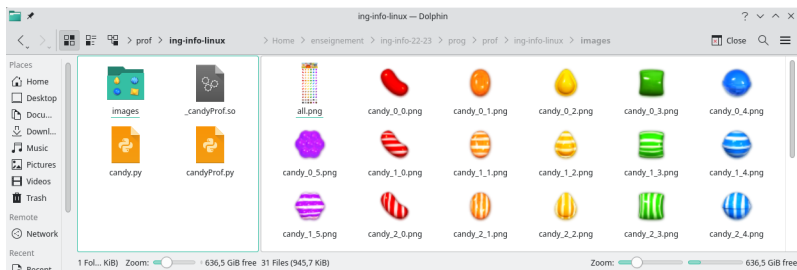 ing-info-linux — Dolphin
> prof > ing-info-linux
> Home > enseignement > ing-info-22-23 > prog > prof > ing-info-linux > images
Close
Places
Home
Desktop
Docu...
Downl...
Music
Pictures
Videos
Trash
Remote
Network
Recent
Recent
images
_candyProf.so
candy.py
candyProf.py
all.png
candy_0_0.png
candy_0_1.png
candy_0_2.png
candy_0_3.png
candy_0_4.png
candy_0_5.png
candy_1_0.png
candy_1_1.png
candy_1_2.png
candy_1_3.png
candy_1_4.png
candy_1_5.png
candy_2_0.png
candy_2_1.png
candy_2_2.png
candy_2_3.png
candy_2_4.png
1 Fol... KiB)
Zoom:
636,5 GiB free
31 Files (945,7 KiB)
Zoom:
636,5 GiB free